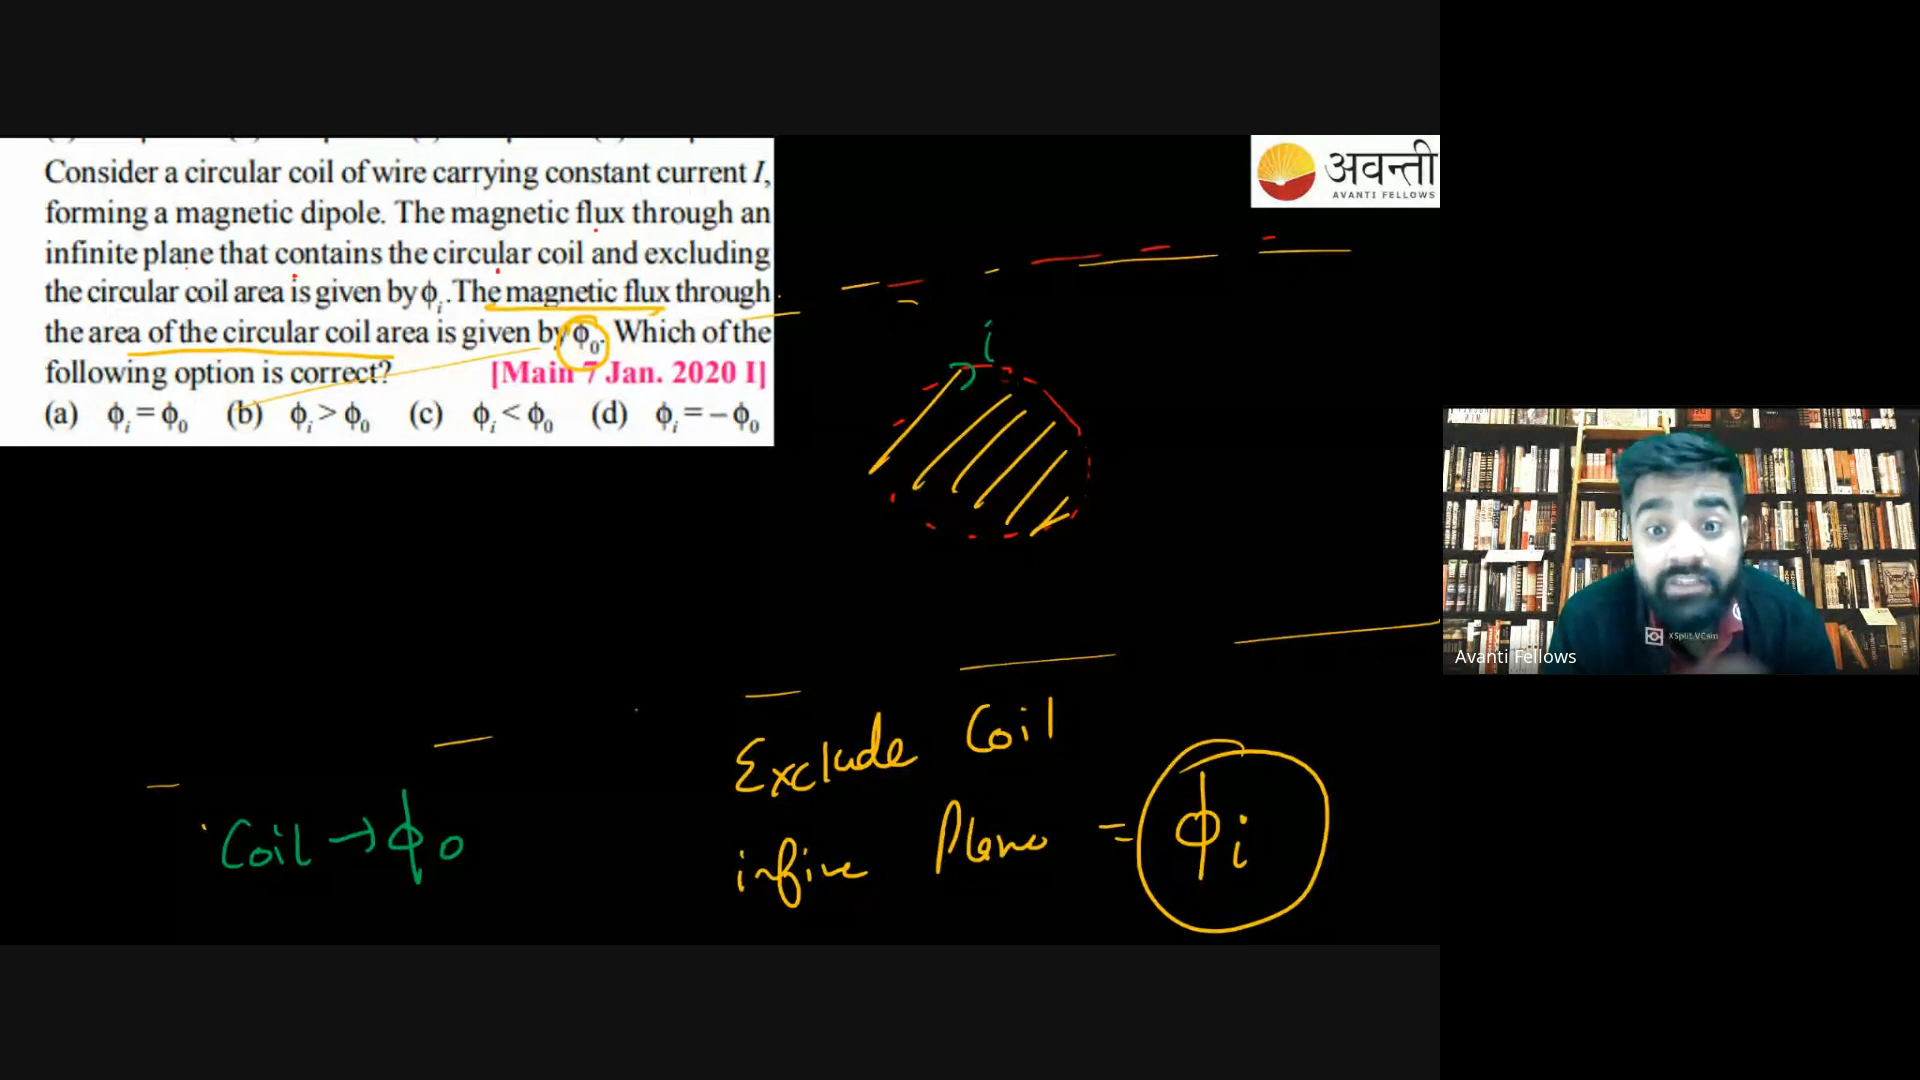 Consider a circular coil of wire carrying constant current I,
forming a magnetic dipole. The magnetic flux through an
infinite plane that contains the circular coil and excluding
the circular coil area is given by ϕi. The magnetic flux through
the area of the circular coil area is given by ϕ0. Which of the
following option is correct? [Main 7 Jan. 2020 I]
(a) ϕi = ϕ0 (b) ϕi > ϕ0 (c) ϕi < ϕ0 (d) ϕi = – ϕ0
अवन्ती
AVANTI FELLOWS
i
XSplit VCam
Avanti Fellows
Exclude Coil
Coil → ϕ0
Plane = ϕi